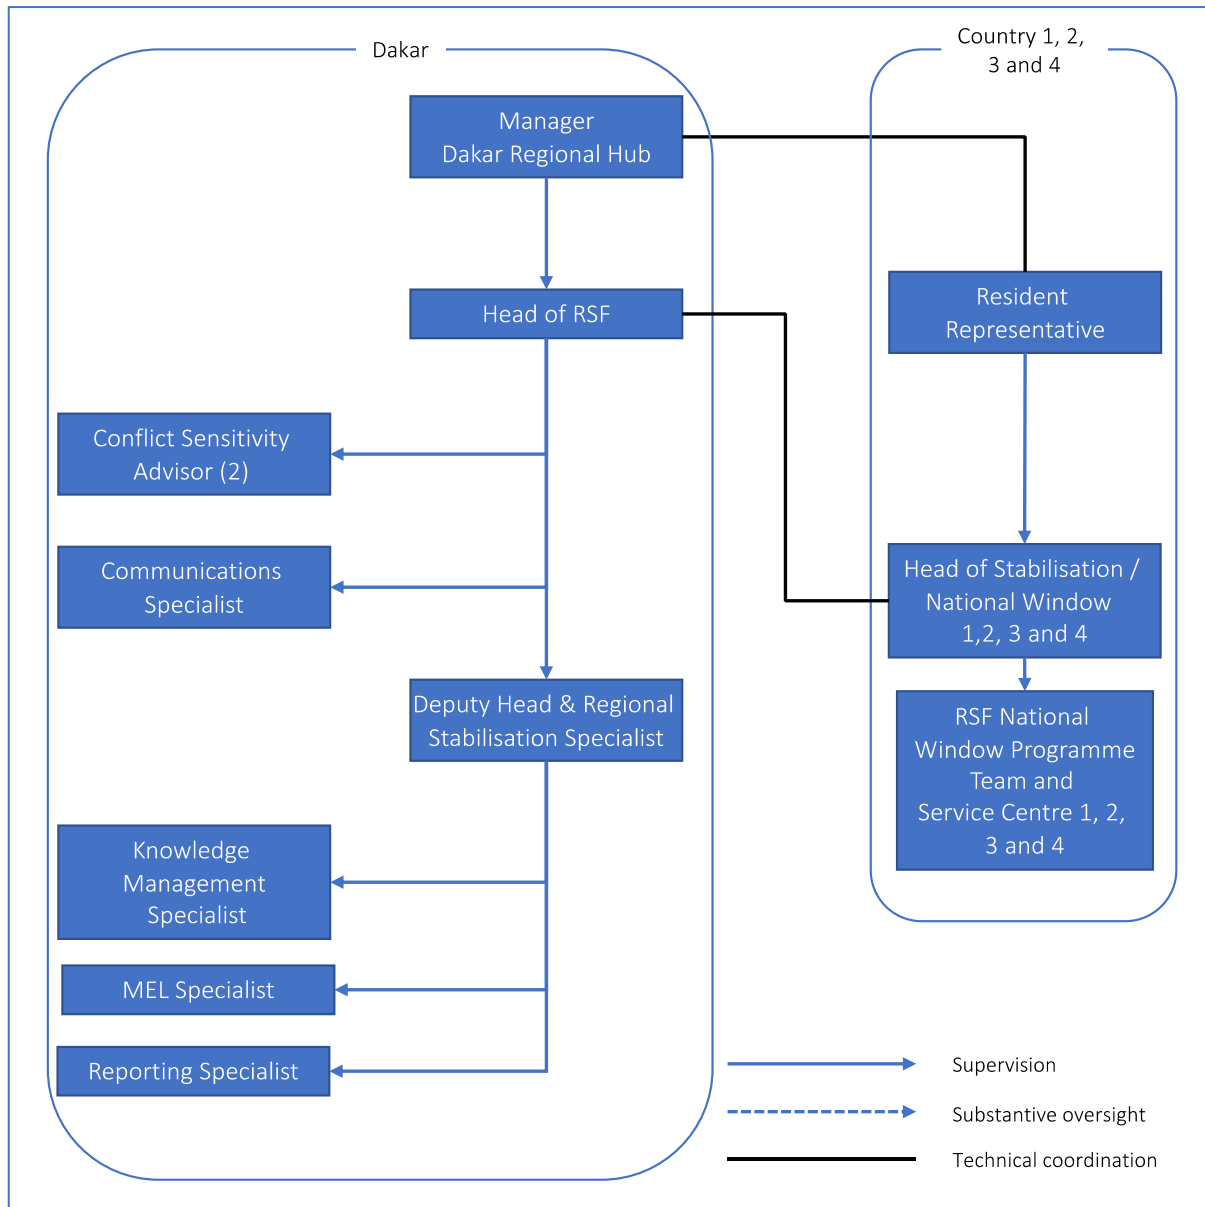 Dakar
Manager
Dakar Regional Hub
Head of RSF
Conflict Sensitivity
Advisor (2)
Communications
Specialist
Deputy Head & Regional
Stabilisation Specialist
Knowledge
Management
Specialist
MEL Specialist
Reporting Specialist
Country 1, 2,
3 and 4
Resident
Representative
Head of Stabilisation /
National Window
1,2, 3 and 4
RSF National
Window Programme
Team and
Service Centre 1, 2,
3 and 4
Supervision
Substantive oversight
Technical coordination